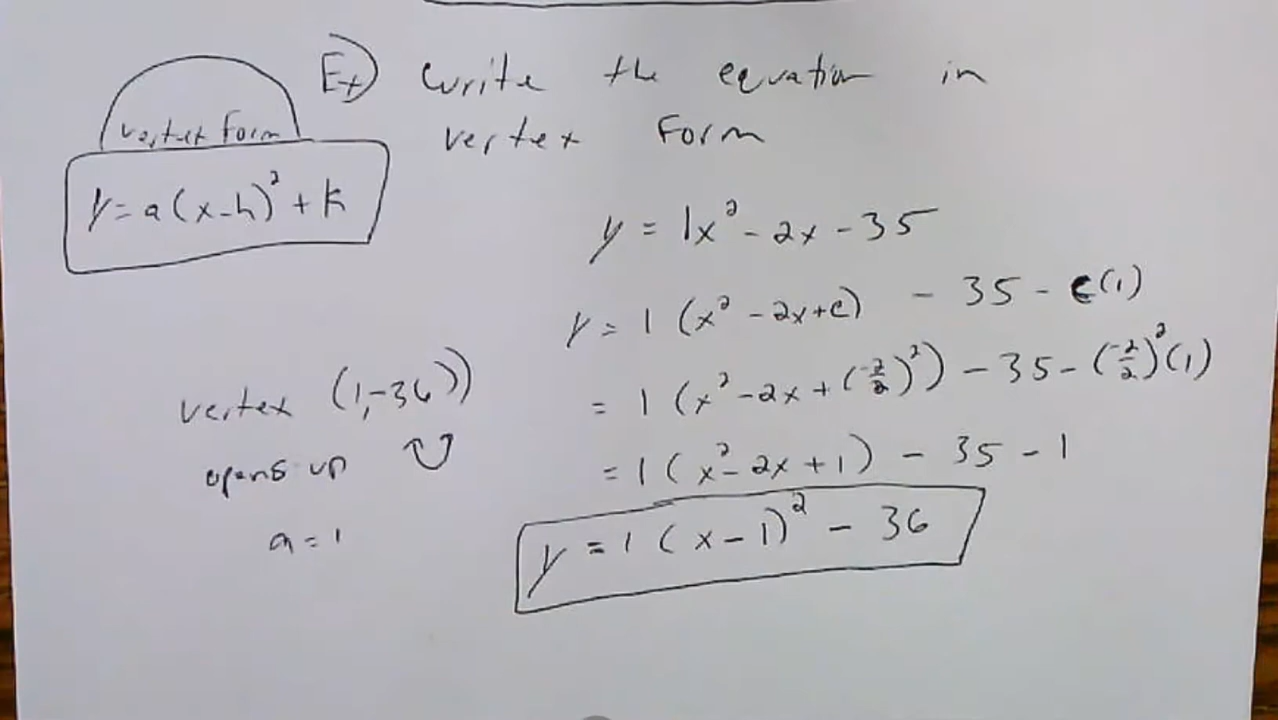 Ex) Write the equation in
vertex Form
vertex Form
y = a(x-h)² + k
y = 1x² - 2x - 35
y = 1 (x² - 2x + c) - 35 - c(1)
= 1 (x² - 2x + (-2/2)²) - 35 - (-2/2)²(1)
= 1 (x² - 2x + 1) - 35 - 1
y = 1 (x - 1)² - 36
vertex (1, -36)
opens up
a = 1